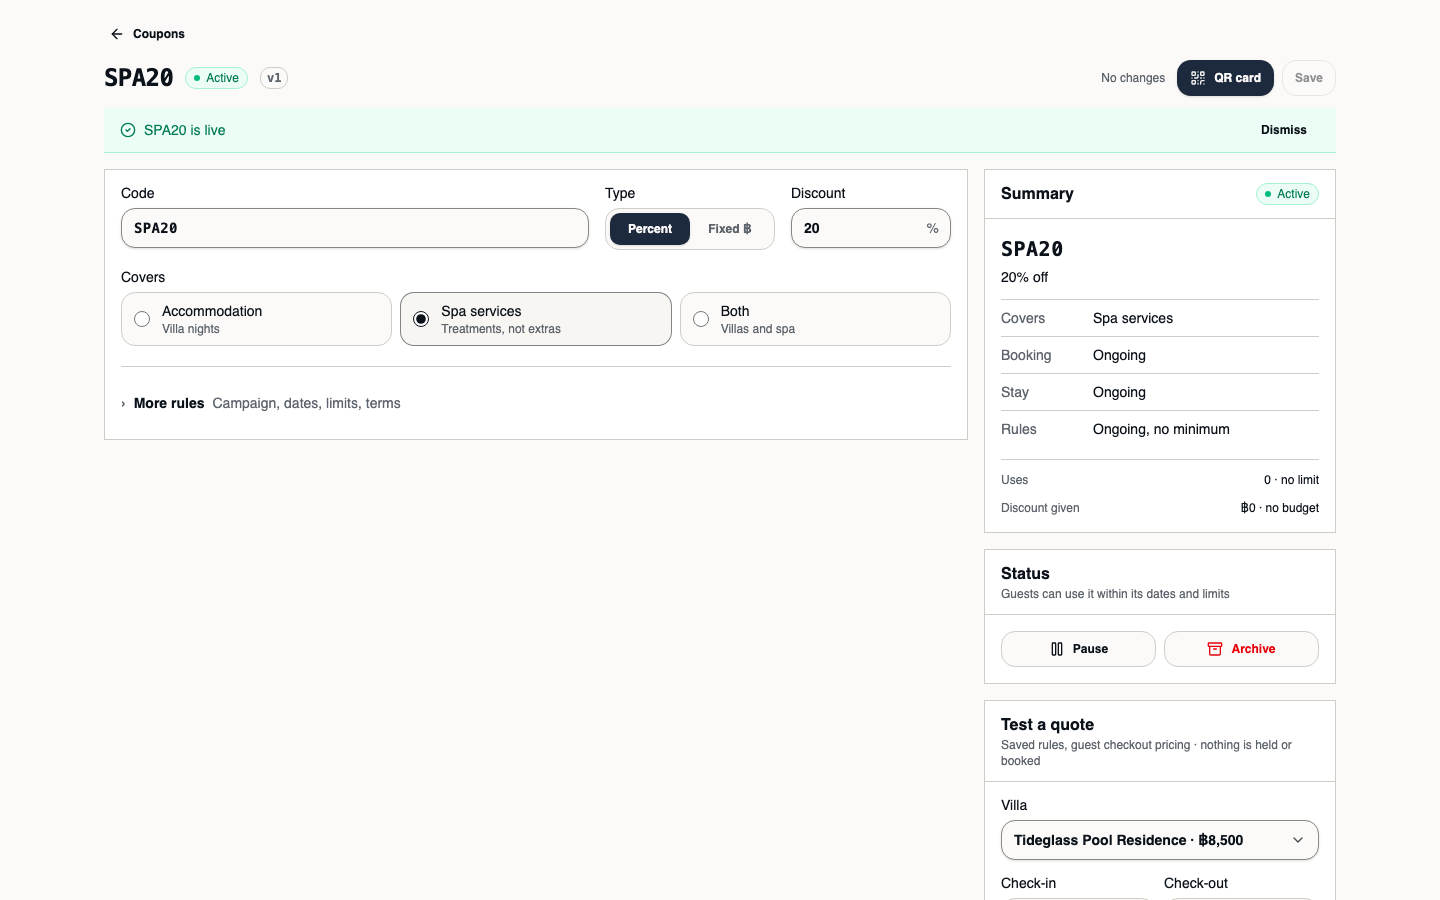 Coupons
SPA20 Active v1
No changes QR card Save
SPA20 is live Dismiss
Code Type Discount
SPA20 Percent Fixed ฿ 20 %
Covers
Accommodation
Villa nights
Spa services
Treatments, not extras
Both
Villas and spa
› More rules Campaign, dates, limits, terms
Summary Active
SPA20
20% off
Covers Spa services
Booking Ongoing
Stay Ongoing
Rules Ongoing, no minimum
Uses 0 · no limit
Discount given ฿0 · no budget
Status
Guests can use it within its dates and limits
Pause Archive
Test a quote
Saved rules, guest checkout pricing · nothing is held or
booked
Villa
Tideglass Pool Residence · ฿8,500
Check-in Check-out